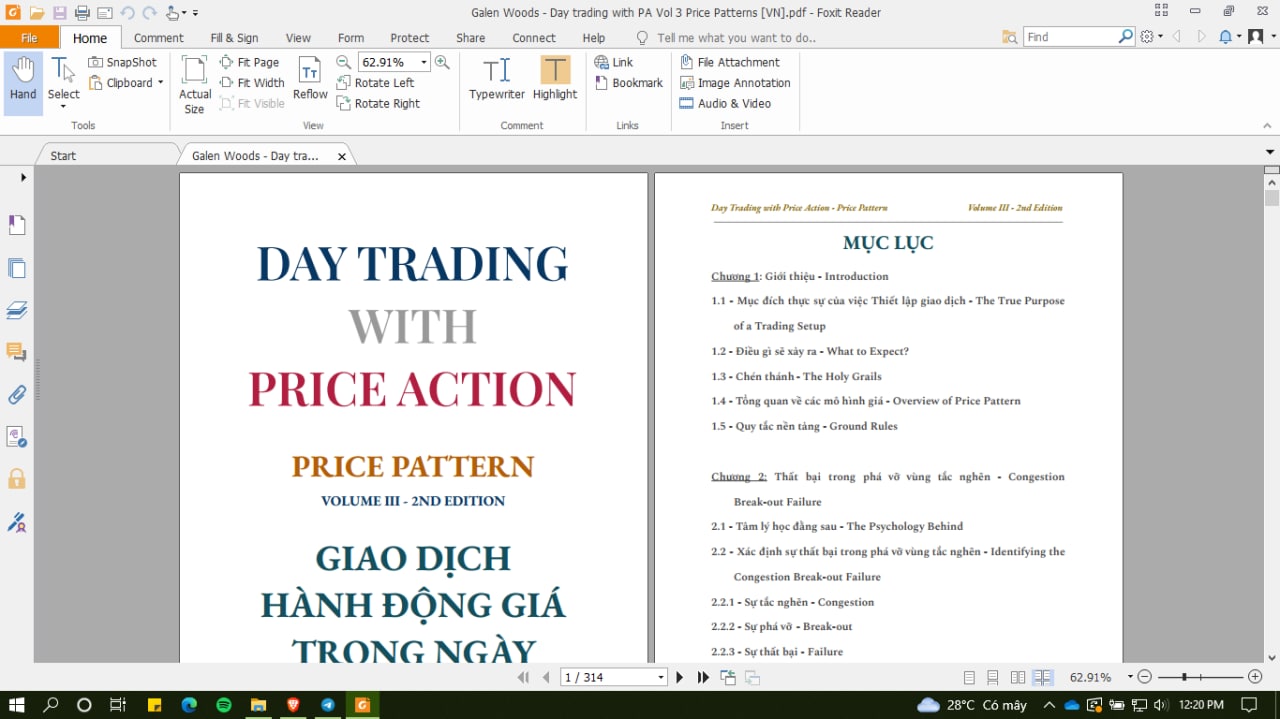 Galen Woods - Day trading with PA Vol 3 Price Patterns [VN].pdf - Foxit Reader
File Home Comment Fill & Sign View Form Protect Share Connect Help Tell me what you want to do.. Find
Hand
Select
SnapShot
Clipboard
Tools
Actual Size
Fit Page
Fit Width
Fit Visible
Reflow
62.91%
Rotate Left
Rotate Right
View
Typewriter
Highlight
Comment
Link
Bookmark
Links
File Attachment
Image Annotation
Audio & Video
Insert
Start
Galen Woods - Day tra...
DAY TRADING
WITH
PRICE ACTION
PRICE PATTERN
VOLUME III - 2ND EDITION
GIAO DỊCH
HÀNH ĐỘNG GIÁ
TRONG NGÀY
Day Trading with Price Action - Price Pattern Volume III - 2nd Edition
MỤC LỤC
Chương 1: Giới thiệu - Introduction
1.1 - Mục đích thực sự của việc Thiết lập giao dịch - The True Purpose
of a Trading Setup
1.2 - Điều gì sẽ xảy ra - What to Expect?
1.3 - Chén thánh - The Holy Grails
1.4 - Tổng quan về các mô hình giá - Overview of Price Pattern
1.5 - Quy tắc nền tảng - Ground Rules
Chương 2: Thất bại trong phá vỡ vùng tắc nghẽn - Congestion
Break-out Failure
2.1 - Tâm lý học đằng sau - The Psychology Behind
2.2 - Xác định sự thất bại trong phá vỡ vùng tắc nghẽn - Identifying the
Congestion Break-out Failure
2.2.1 - Sự tắc nghẽn - Congestion
2.2.2 - Sự phá vỡ - Break-out
2.2.3 - Sự thất bại - Failure
1 / 314
62.91%
28°C Có mây
12:20 PM